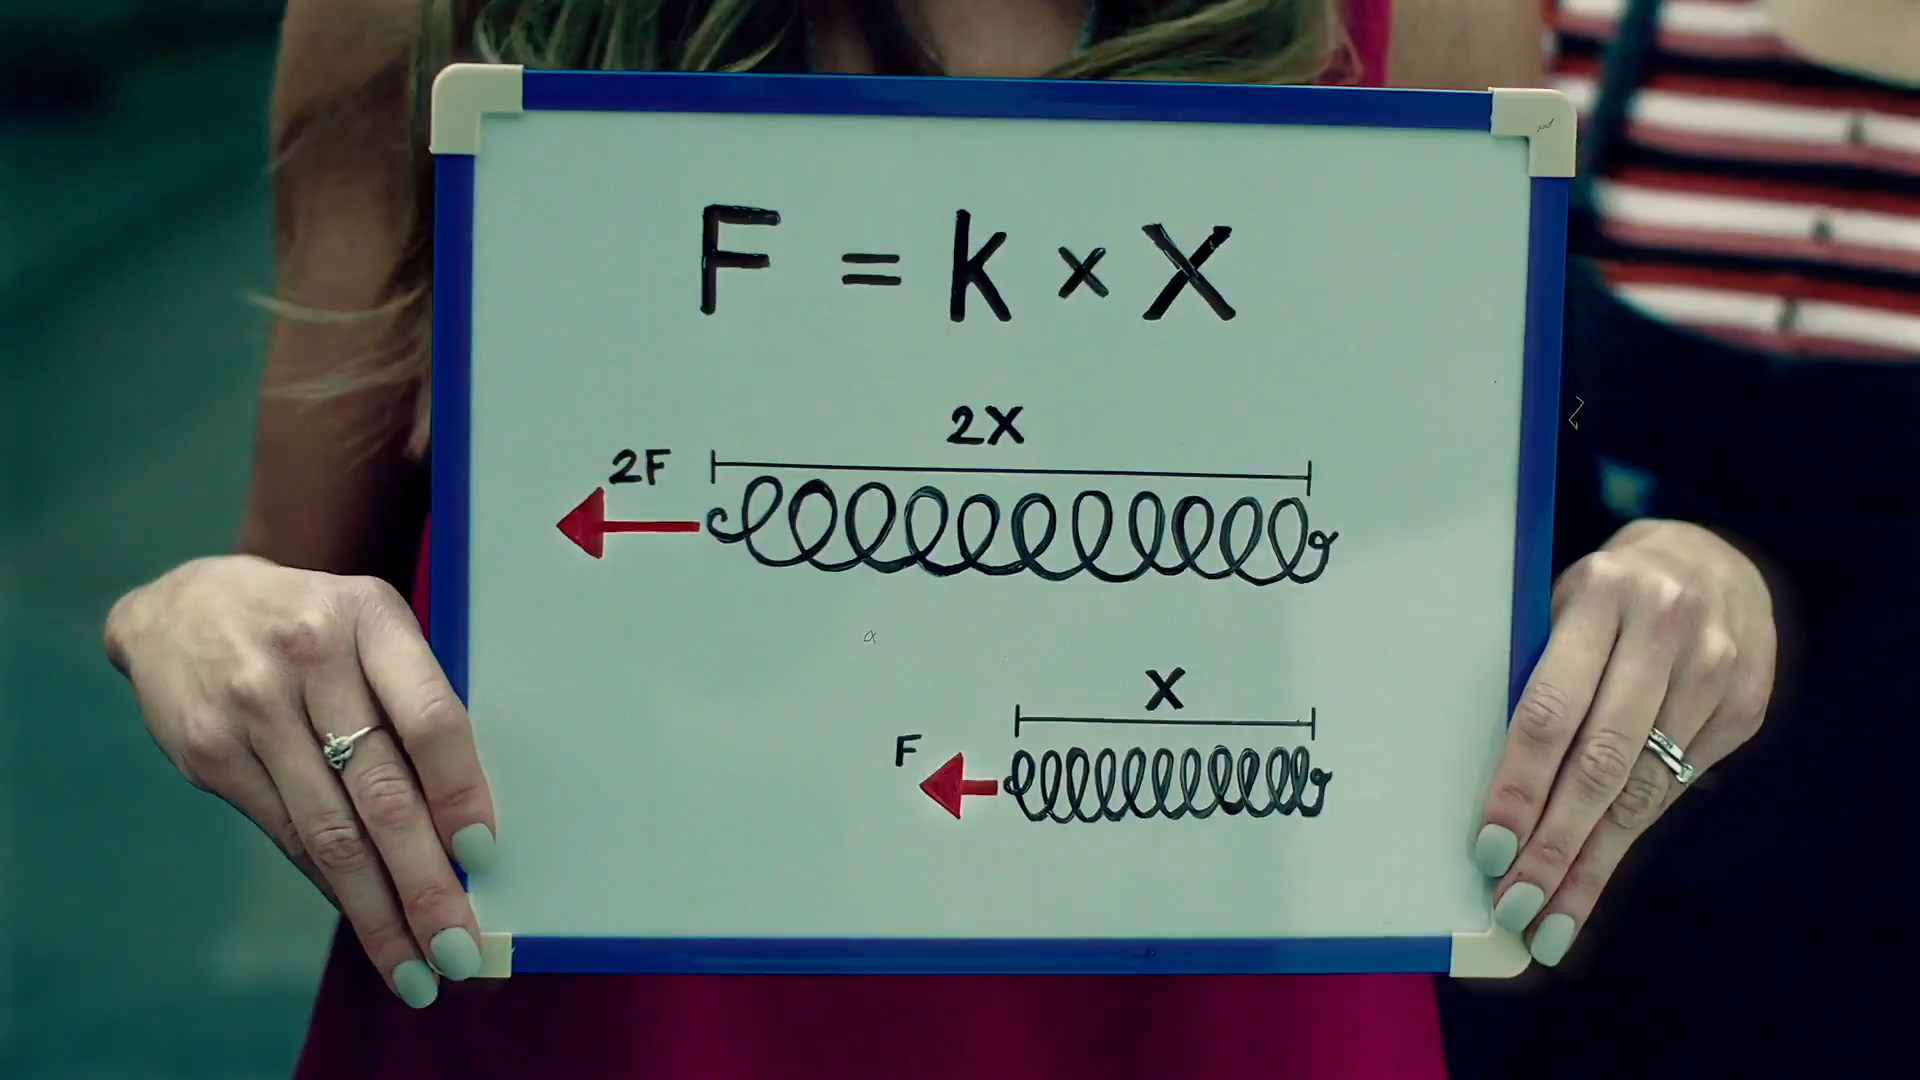 F = k × X
2X
2F
X
F